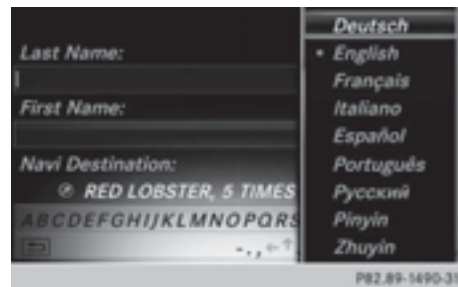 Last Name:
First Name:
Navi Destination:
RED LOBSTER, 5 TIMES
ABCDEFGHIJKLMNOPQRS
-.,←↑
Deutsch
• English
Français
Italiano
Español
Português
Русский
Pinyin
Zhuyin
P82.89-1490-31